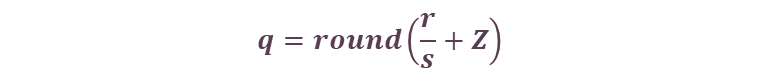 q = round(r/s + Z)